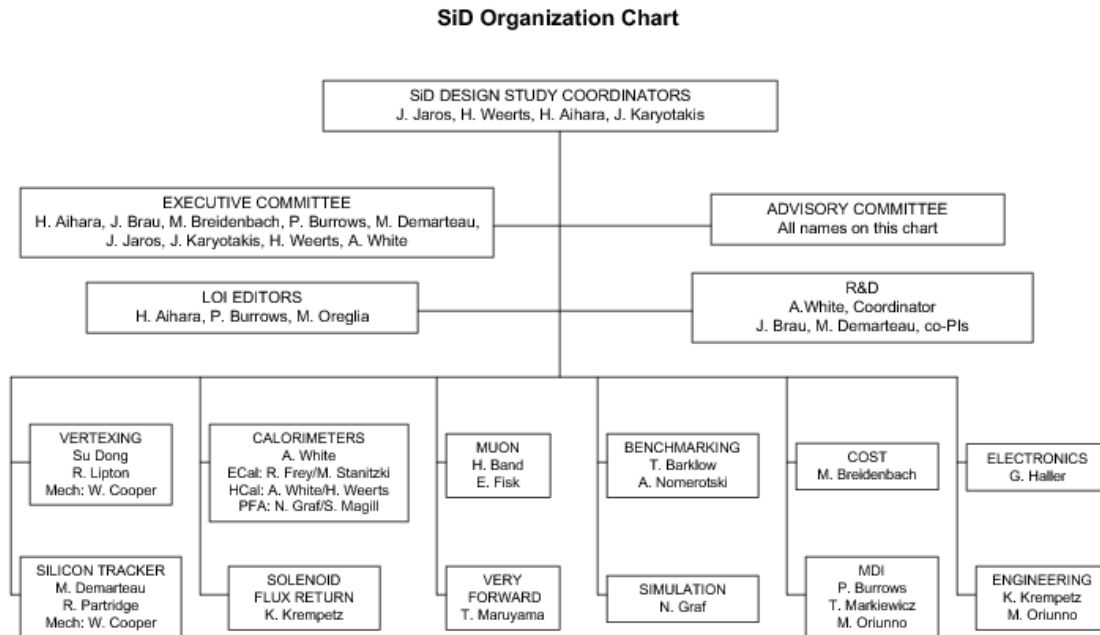 SiD Organization Chart
SiD DESIGN STUDY COORDINATORS
J. Jaros, H. Weerts, H. Aihara, J. Karyotakis
EXECUTIVE COMMITTEE
H. Aihara, J. Brau, M. Breidenbach, P. Burrows, M. Demarteau,
J. Jaros, J. Karyotakis, H. Weerts, A. White
ADVISORY COMMITTEE
All names on this chart
LOI EDITORS
H. Aihara, P. Burrows, M. Oreglia
R&D
A.White, Coordinator
J. Brau, M. Demarteau, co-PIs
VERTEXING
Su Dong
R. Lipton
Mech: W. Cooper
CALORIMETERS
A. White
ECal: R. Frey/M. Stanitzki
HCal: A. White/H. Weerts
PFA: N. Graf/S. Magill
MUON
H. Band
E. Fisk
BENCHMARKING
T. Barklow
A. Nomerotski
COST
M. Breidenbach
ELECTRONICS
G. Haller
SILICON TRACKER
M. Demarteau
R. Partridge
Mech: W. Cooper
SOLENOID
FLUX RETURN
K. Krempetz
VERY
FORWARD
T. Maruyama
SIMULATION
N. Graf
MDI
P. Burrows
T. Markiewicz
M. Oriunno
ENGINEERING
K. Krempetz
M. Oriunno